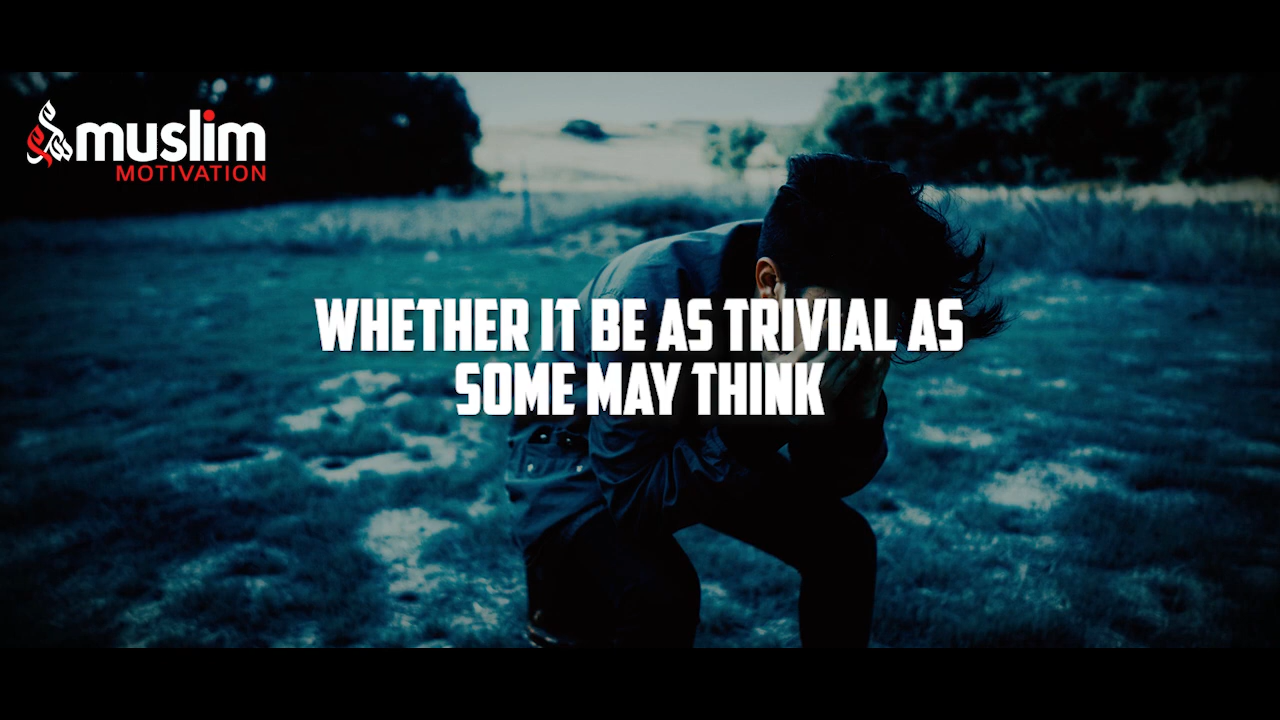 muslim
MOTIVATION
WHETHER IT BE AS TRIVIAL AS
SOME MAY THINK